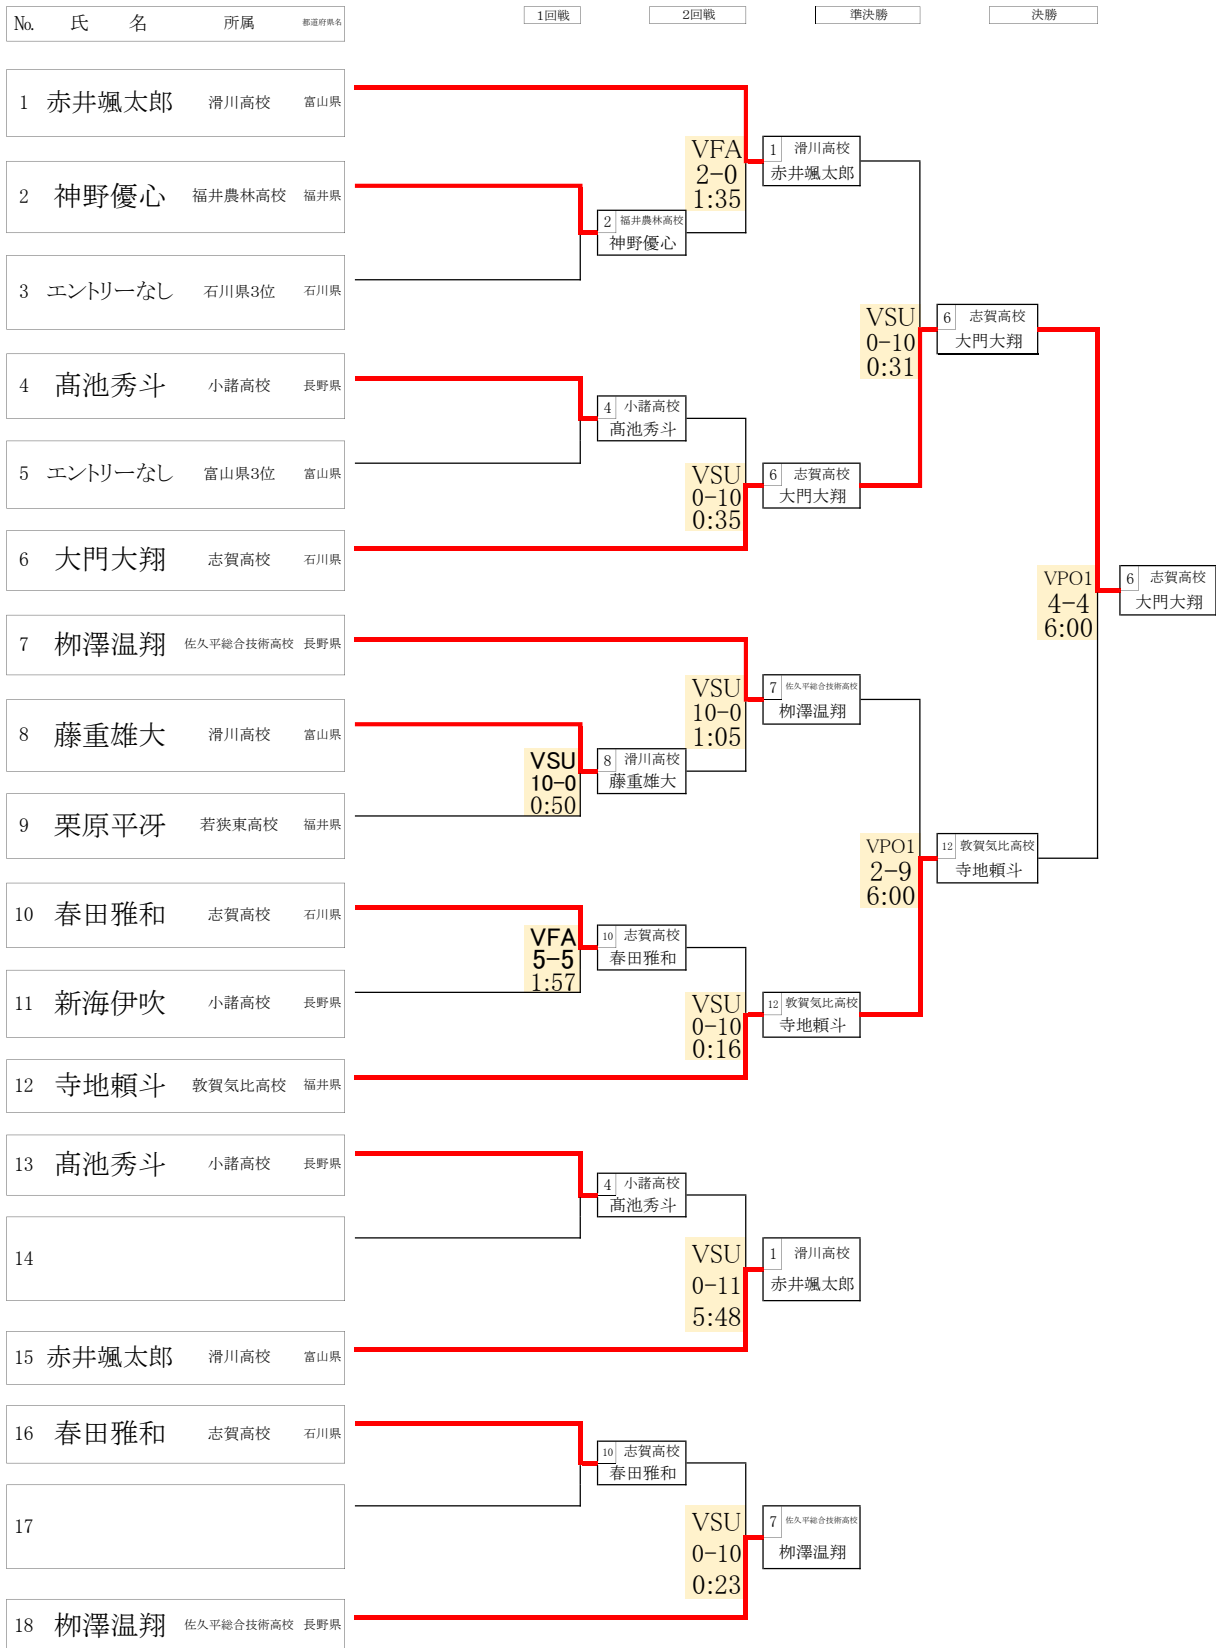 No. 氏 名 所属 都道府県名 1回戦 2回戦 準決勝 決勝
1 赤井颯太郎 滑川高校 富山県
VFA
2-0
1:35
1 滑川高校
赤井颯太郎
2 神野優心 福井農林高校 福井県
2 福井農林高校
神野優心
3 エントリーなし 石川県3位 石川県
VSU
0-10
0:31
6 志賀高校
大門大翔
4 髙池秀斗 小諸高校 長野県
4 小諸高校
髙池秀斗
5 エントリーなし 富山県3位 富山県
VSU
0-10
0:35
6 志賀高校
大門大翔
6 大門大翔 志賀高校 石川県
VPO1
4-4
6:00
6 志賀高校
大門大翔
7 栁澤温翔 佐久平総合技術高校 長野県
VSU
10-0
1:05
7 佐久平総合技術高校
栁澤温翔
8 藤重雄大 滑川高校 富山県
VSU
10-0
0:50
8 滑川高校
藤重雄大
9 栗原平冴 若狭東高校 福井県
VPO1
2-9
6:00
12 敦賀気比高校
寺地頼斗
10 春田雅和 志賀高校 石川県
VFA
5-5
1:57
10 志賀高校
春田雅和
11 新海伊吹 小諸高校 長野県
VSU
0-10
0:16
12 敦賀気比高校
寺地頼斗
12 寺地頼斗 敦賀気比高校 福井県
13 髙池秀斗 小諸高校 長野県
4 小諸高校
髙池秀斗
14
VSU
0-11
5:48
1 滑川高校
赤井颯太郎
15 赤井颯太郎 滑川高校 富山県
16 春田雅和 志賀高校 石川県
10 志賀高校
春田雅和
17
VSU
0-10
0:23
7 佐久平総合技術高校
栁澤温翔
18 栁澤温翔 佐久平総合技術高校 長野県